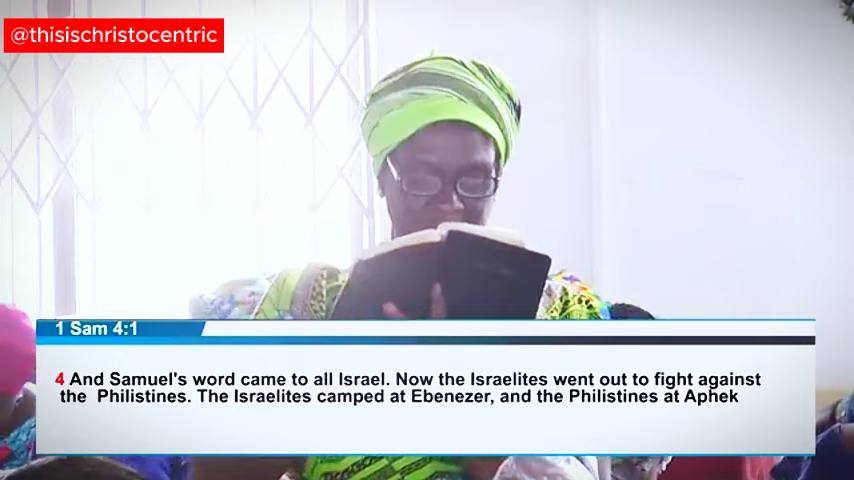 @thisischristocentric
1 Sam 4:1
4 And Samuel's word came to all Israel. Now the Israelites went out to fight against
the Philistines. The Israelites camped at Ebenezer, and the Philistines at Aphek